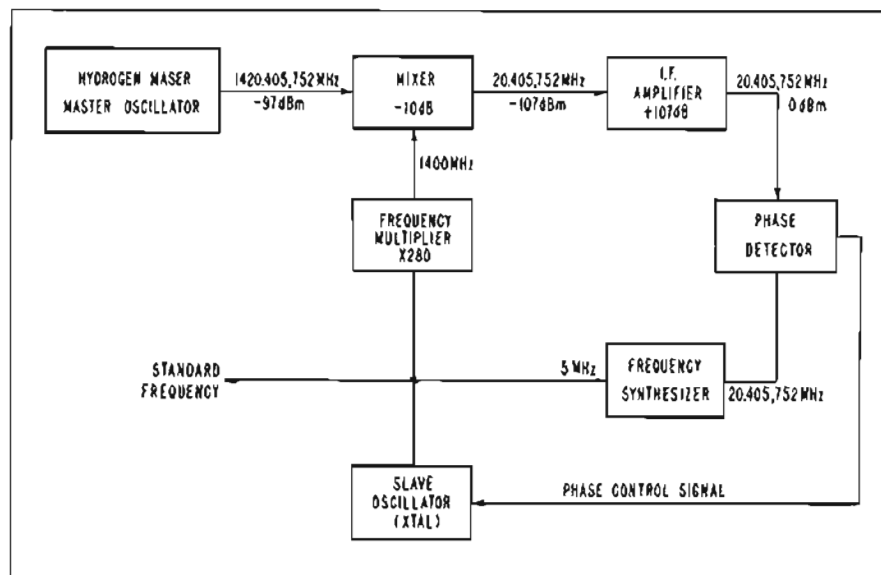 HYDROGEN MASER
MASTER OSCILLATOR
1420.405,752 MHz
-97dBm
MIXER
-10dB
20.405,752 MHz
-107dBm
I.F.
AMPLIFIER
+107dB
20.405,752 MHz
0dBm
1400MHz
FREQUENCY
MULTIPLIER
X280
PHASE
DETECTOR
STANDARD
FREQUENCY
5 MHz
FREQUENCY
SYNTHESIZER
20.405,752 MHz
SLAVE
OSCILLATOR
(XTAL)
PHASE CONTROL SIGNAL